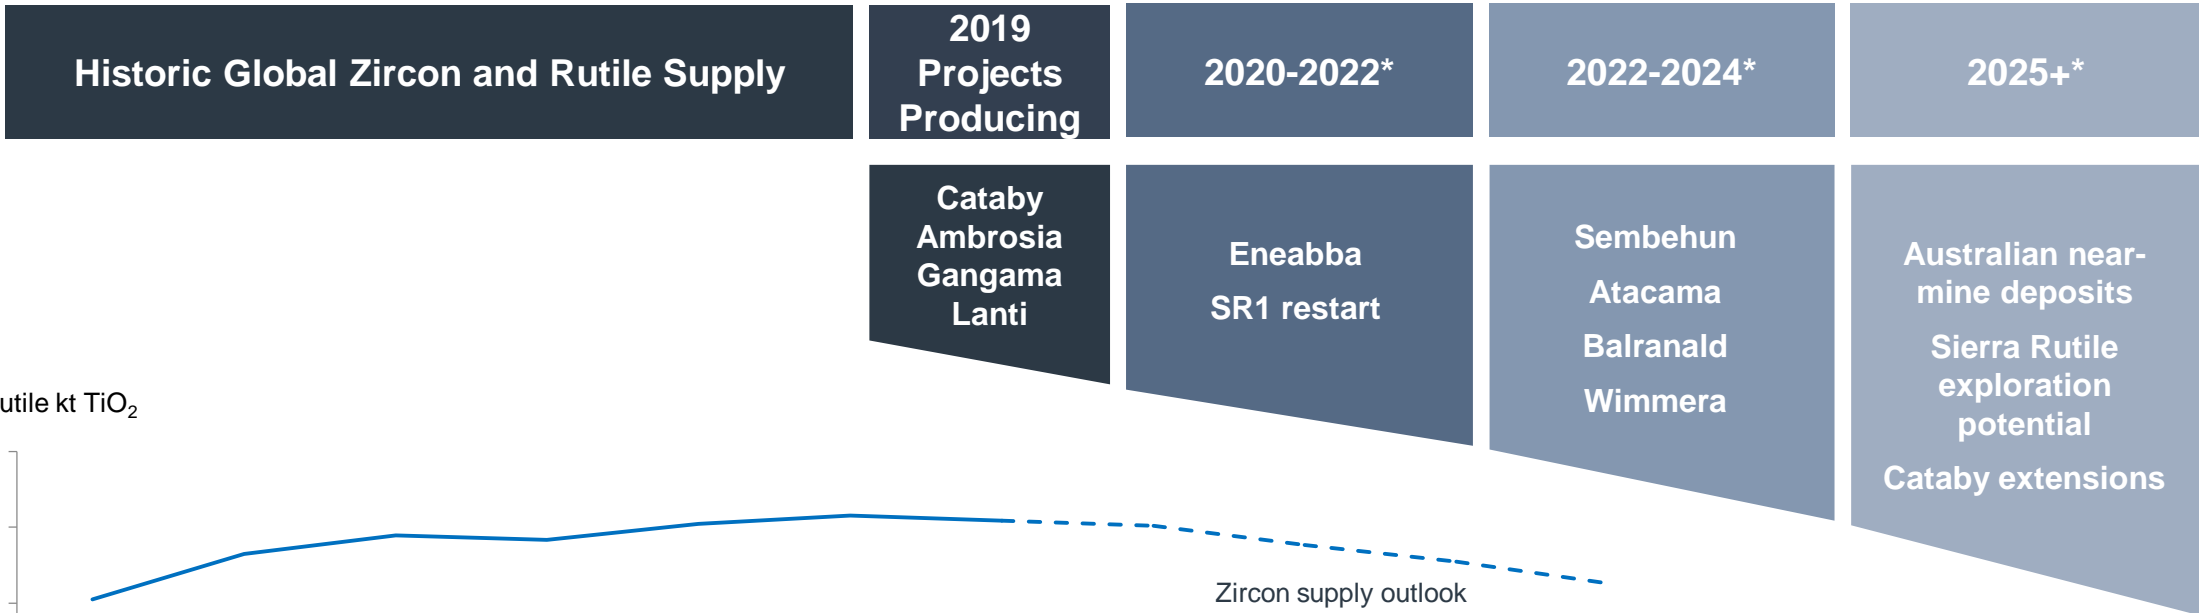 Historic Global Zircon and Rutile Supply
2019
Projects
Producing
2020-2022*
2022-2024*
2025+*
Cataby
Ambrosia
Gangama
Lanti
Eneabba
SR1 restart
Sembehun
Atacama
Balranald
Wimmera
Australian near-
mine deposits
Sierra Rutile
exploration
potential
Cataby extensions
utile kt TiO₂
Zircon supply outlook